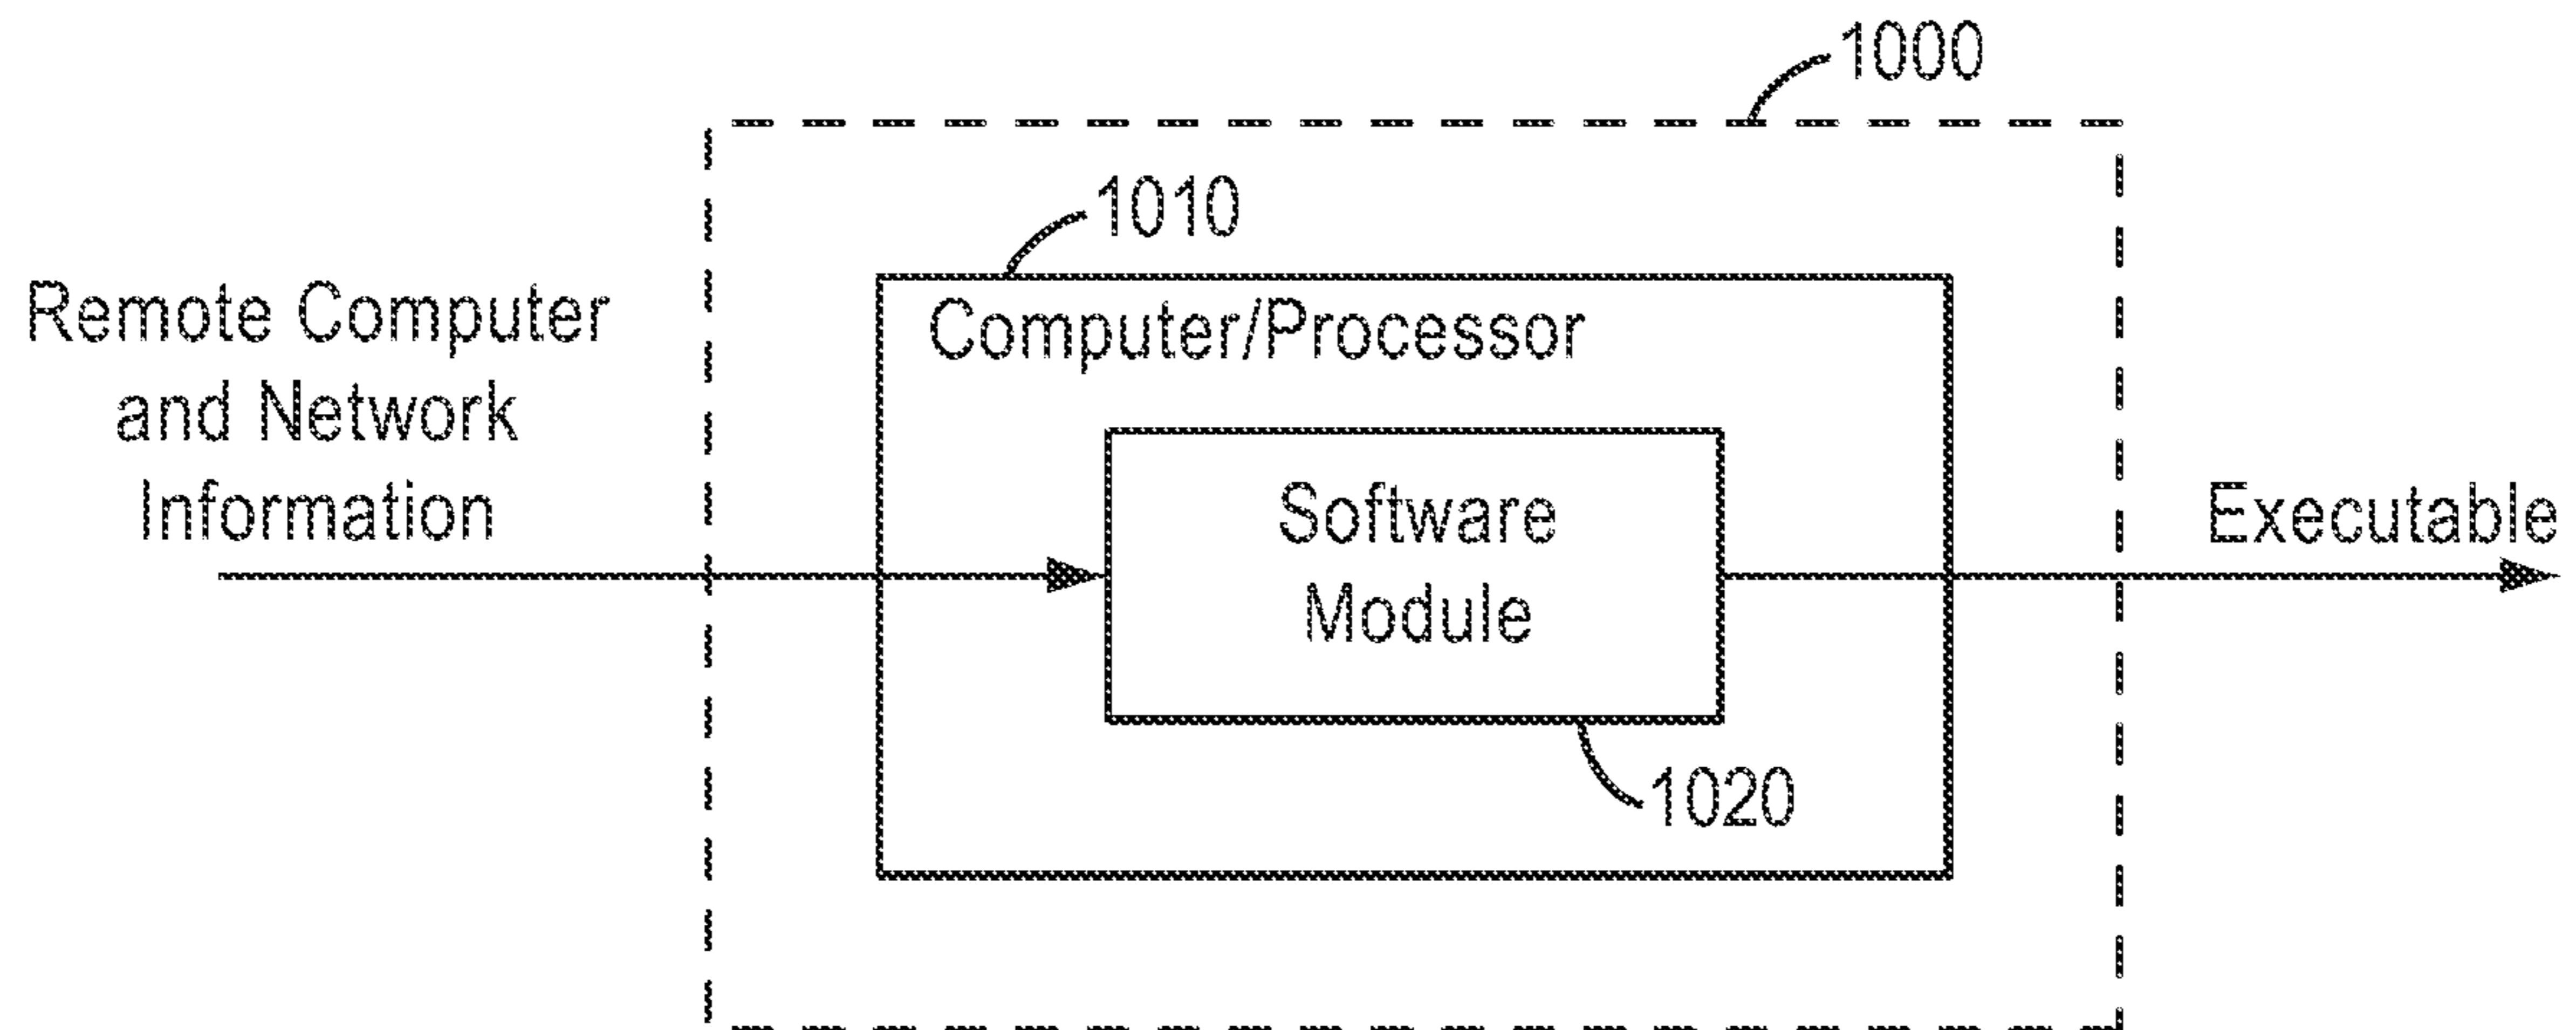 1000
1010
Remote Computer
and Network
Information
Computer/Processor
Software
Module
Executable
1020